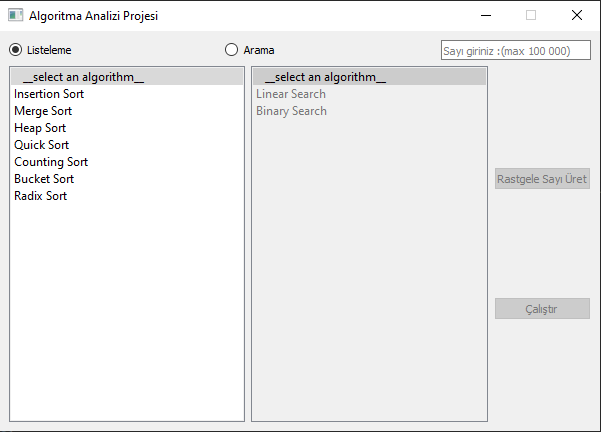 Algoritma Analizi Projesi
Listeleme
Arama
Sayı giriniz :(max 100 000)
__select an algorithm__
Insertion Sort
Merge Sort
Heap Sort
Quick Sort
Counting Sort
Bucket Sort
Radix Sort
__select an algorithm__
Linear Search
Binary Search
Rastgele Sayı Üret
Çalıştır